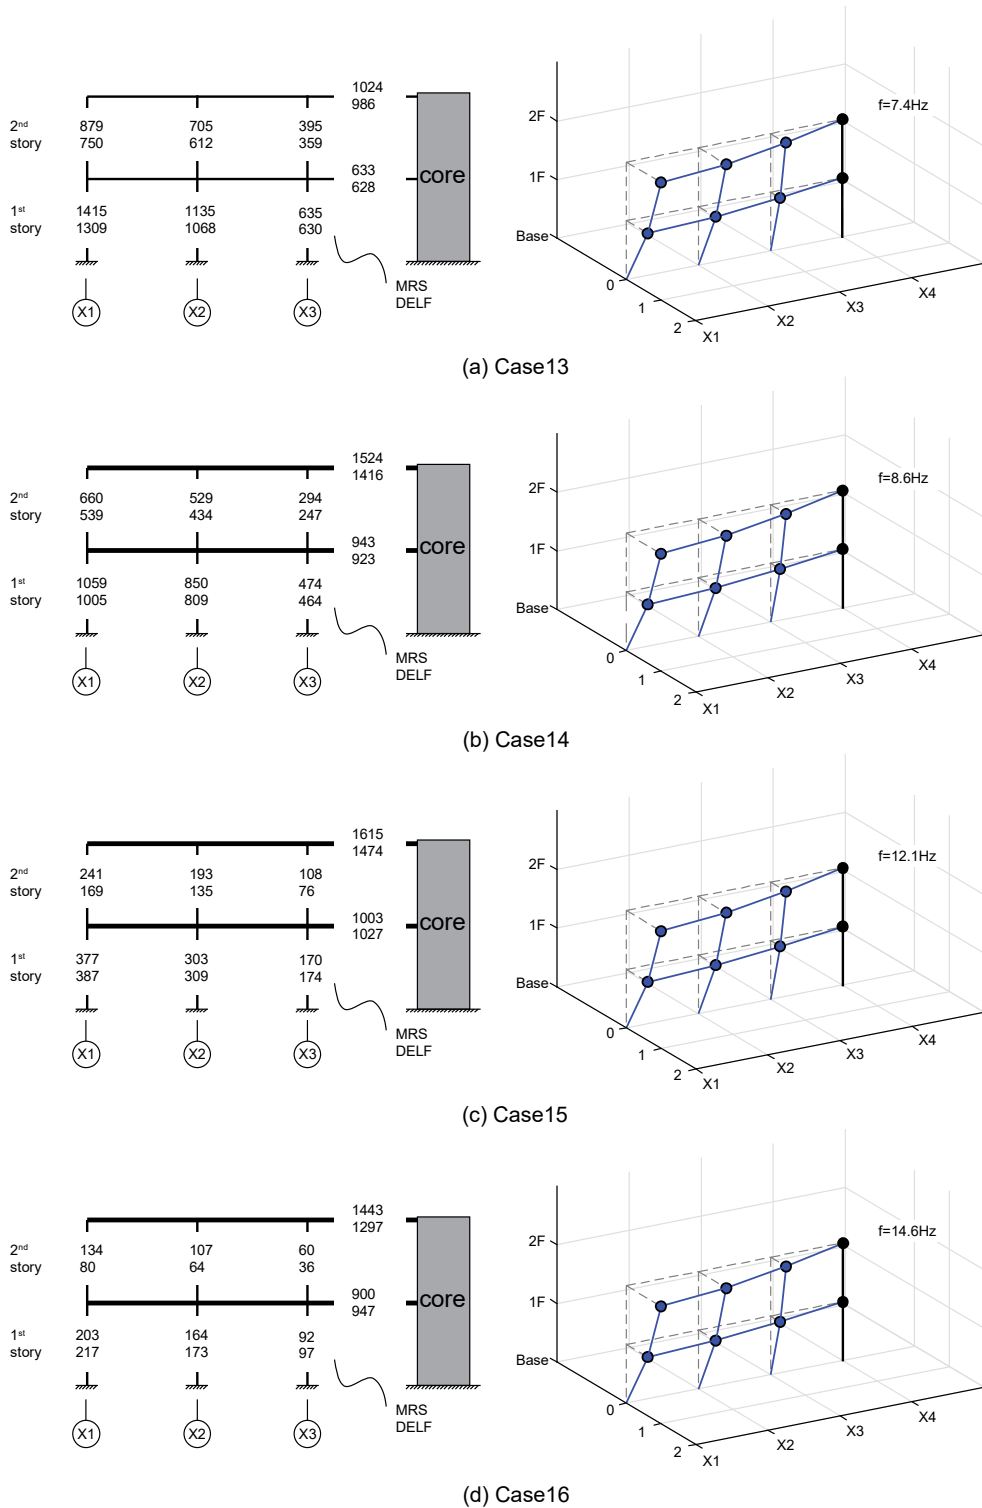 1024
986
2nd 879 705 395
story 750 612 359
633
628
core
1st 1415 1135 635
story 1309 1068 630
MRS
DELF
X1 X2 X3
f=7.4Hz
2F
1F
Base
0
1
2
X1 X2 X3 X4
(a) Case13
1524
1416
2nd 660 529 294
story 539 434 247
943
923
core
1st 1059 850 474
story 1005 809 464
MRS
DELF
X1 X2 X3
f=8.6Hz
2F
1F
Base
0
1
2
X1 X2 X3 X4
(b) Case14
1615
1474
2nd 241 193 108
story 169 135 76
1003
1027
core
1st 377 303 170
story 387 309 174
MRS
DELF
X1 X2 X3
f=12.1Hz
2F
1F
Base
0
1
2
X1 X2 X3 X4
(c) Case15
1443
1297
2nd 134 107 60
story 80 64 36
900
947
core
1st 203 164 92
story 217 173 97
MRS
DELF
X1 X2 X3
f=14.6Hz
2F
1F
Base
0
1
2
X1 X2 X3 X4
(d) Case16